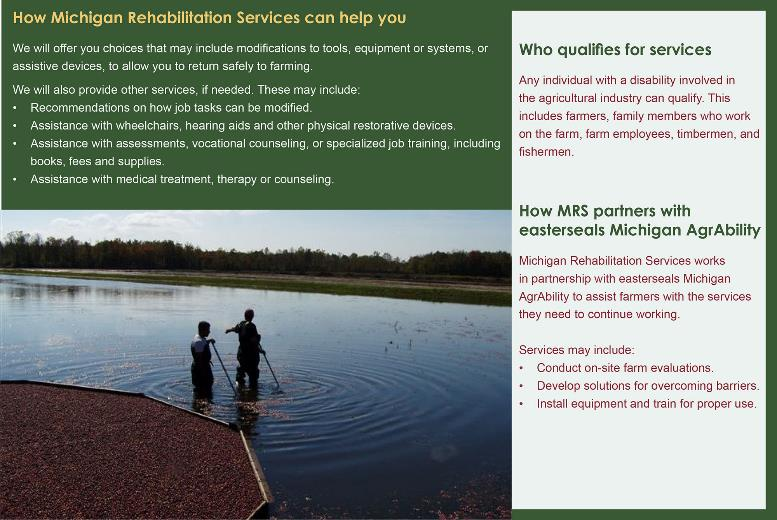 How Michigan Rehabilitation Services can help you
We will offer you choices that may include modifications to tools, equipment or systems, or
assistive devices, to allow you to return safely to farming.
We will also provide other services, if needed. These may include:
• Recommendations on how job tasks can be modified.
• Assistance with wheelchairs, hearing aids and other physical restorative devices.
• Assistance with assessments, vocational counseling, or specialized job training, including
books, fees and supplies.
• Assistance with medical treatment, therapy or counseling.
Who qualifies for services
Any individual with a disability involved in
the agricultural industry can qualify. This
includes farmers, family members who work
on the farm, farm employees, timbermen, and
fishermen.
How MRS partners with
easterseals Michigan AgrAbility
Michigan Rehabilitation Services works
in partnership with easterseals Michigan
AgrAbility to assist farmers with the services
they need to continue working.
Services may include:
• Conduct on-site farm evaluations.
• Develop solutions for overcoming barriers.
• Install equipment and train for proper use.